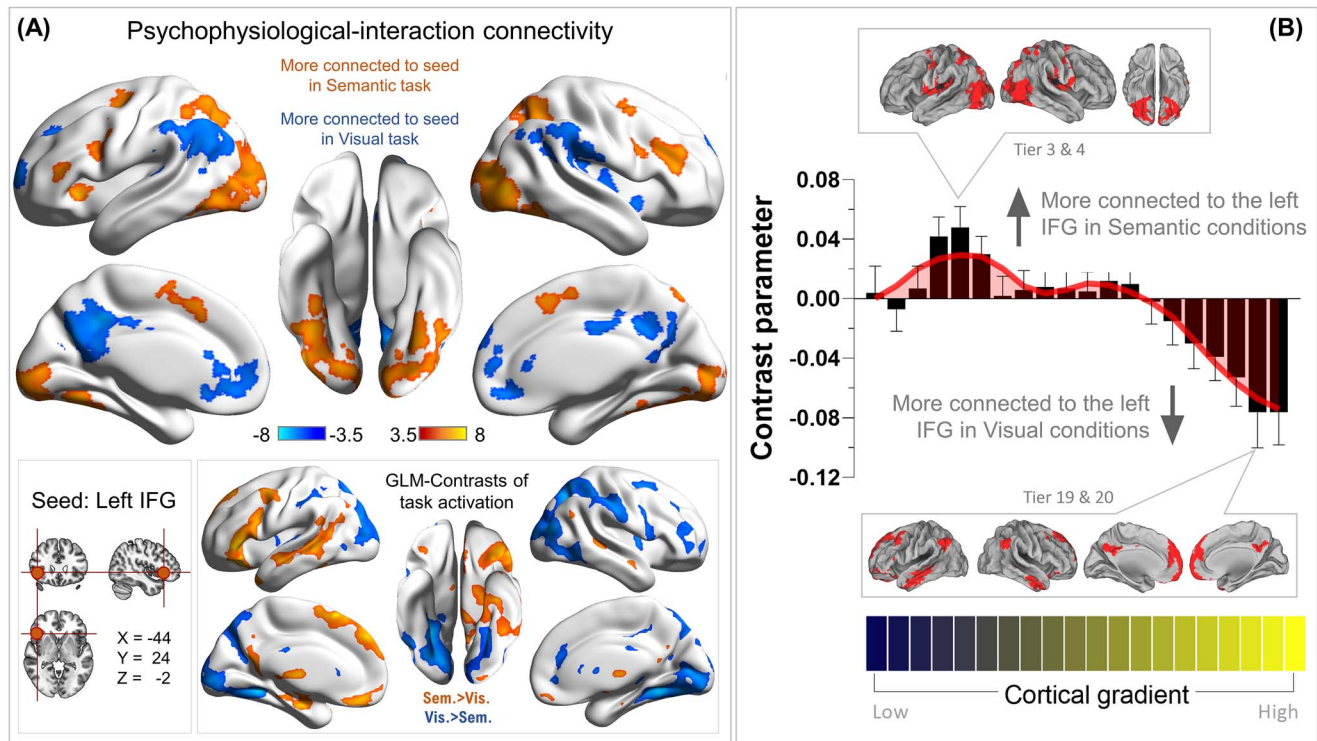 (A)
Psychophysiological-interaction connectivity
More connected to seed
in Semantic task
More connected to seed
in Visual task
-8
-3.5
3.5
8
Seed: Left IFG
X = -44
Y = 24
Z = -2
GLM-Contrasts of
task activation
Sem.>Vis.
Vis.>Sem.
(B)
Tier 3 & 4
Contrast parameter
0.08
0.04
0.00
-0.04
-0.08
-0.12
More connected to the left
IFG in Semantic conditions
More connected to the left
IFG in Visual conditions
Tier 19 & 20
Cortical gradient
Low
High